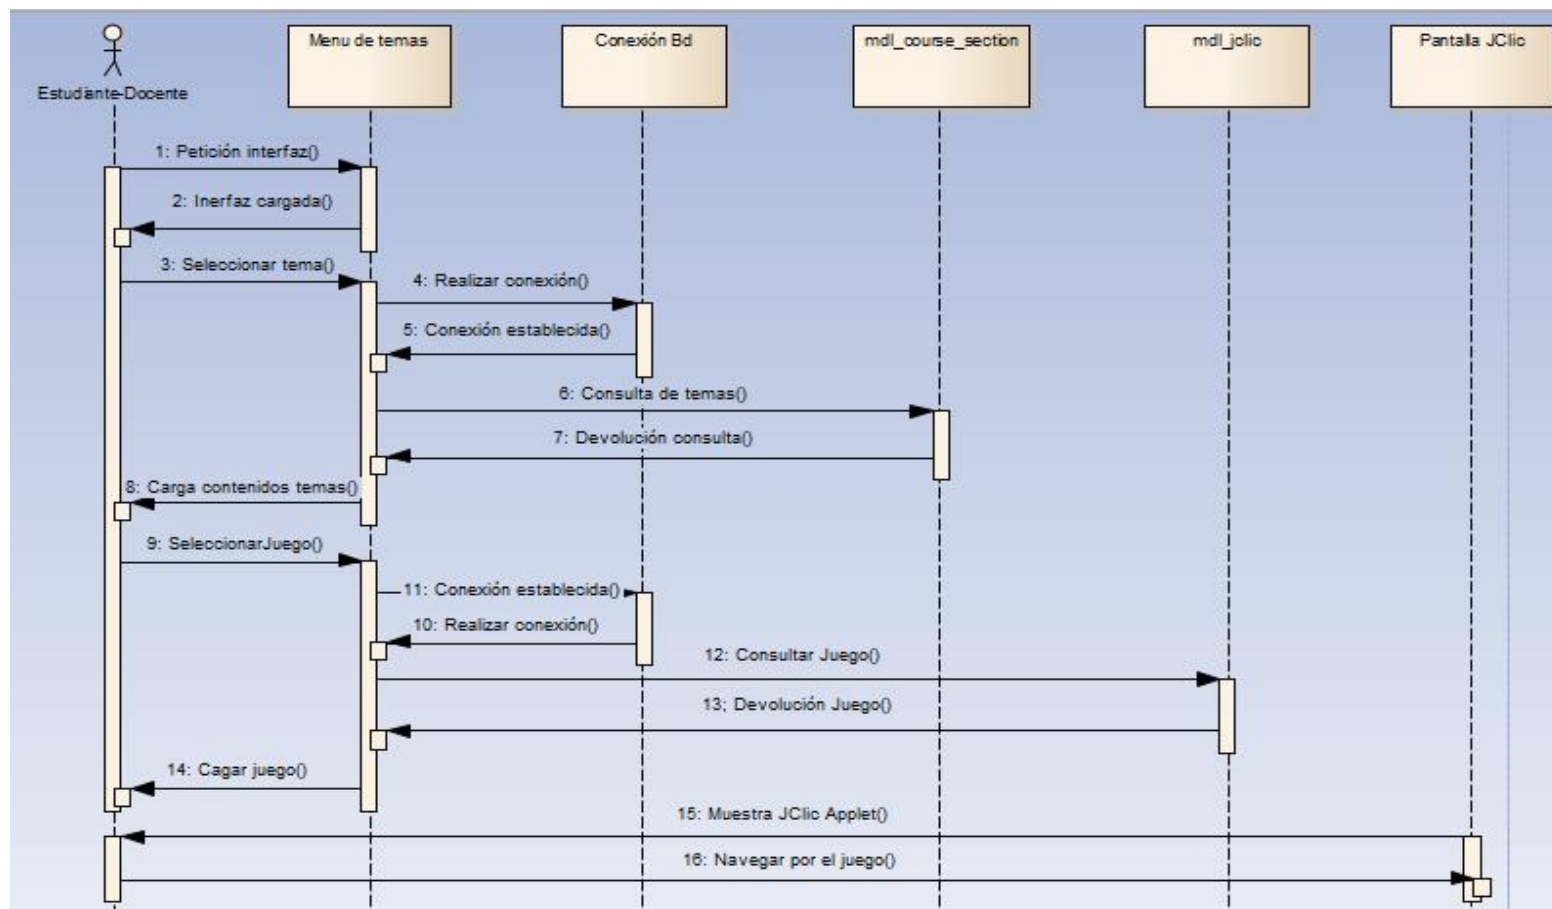 Menu de temas
Conexión Bd
mdl_course_section
mdl_jclic
Pantalla JClic
Estudiante-Docente
1: Petición interfaz()
2: Inerfaz cargada()
3: Seleccionar tema()
4: Realizar conexión()
5: Conexión establecida()
6: Consulta de temas()
7: Devolución consulta()
8: Carga contenidos temas()
9: SeleccionarJuego()
11: Conexión establecida()
10: Realizar conexión()
12: Consultar Juego()
13; Devolución Juego()
14: Cagar juego()
15: Muestra JClic Applet()
16: Navegar por el juego()